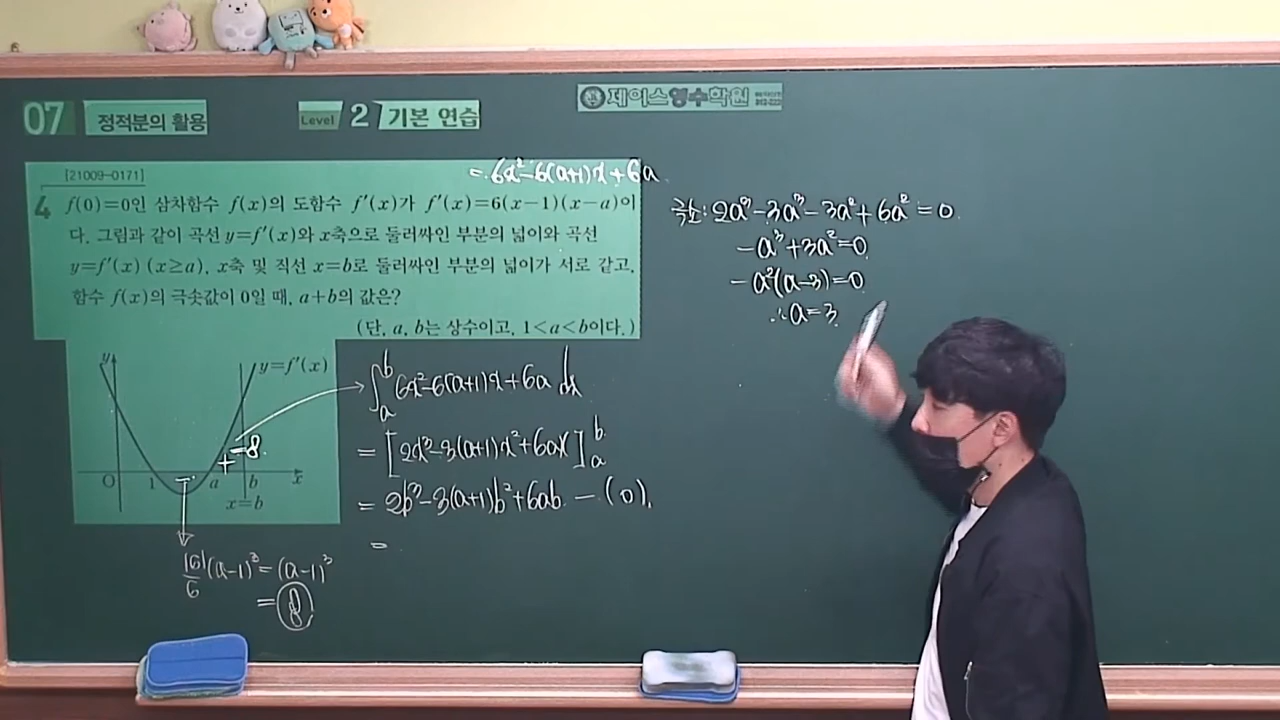 07 정적분의 활용
Level 2 기본 연습
제이스영수학원
[21009-0171]
= 6x²-6(a+1)x+6a
4 f(0)=0인 삼차함수 f(x)의 도함수 f′(x)가 f′(x)=6(x-1)(x-a)이
다. 그림과 같이 곡선 y=f′(x)와 x축으로 둘러싸인 부분의 넓이와 곡선
y=f′(x) (x≥a), x축 및 직선 x=b로 둘러싸인 부분의 넓이가 서로 같고,
함수 f(x)의 극솟값이 0일 때, a+b의 값은?
(단, a, b는 상수이고, 1<a<b이다.)
극소: 2a³-3a³-3a²+6a²=0.
-a³+3a²=0.
-a²(a-3)=0.
∴a=3.
y
y=f′(x)
+ =8.
O 1 a b x
x=b
∫ₐᵇ 6x²-6(a+1)x+6a dx
= [2x³-3(a+1)x²+6ax]ₐᵇ
= 2b³-3(a+1)b²+6ab. - (0).
=
|6|/6 (a-1)³=(a-1)³
= 8